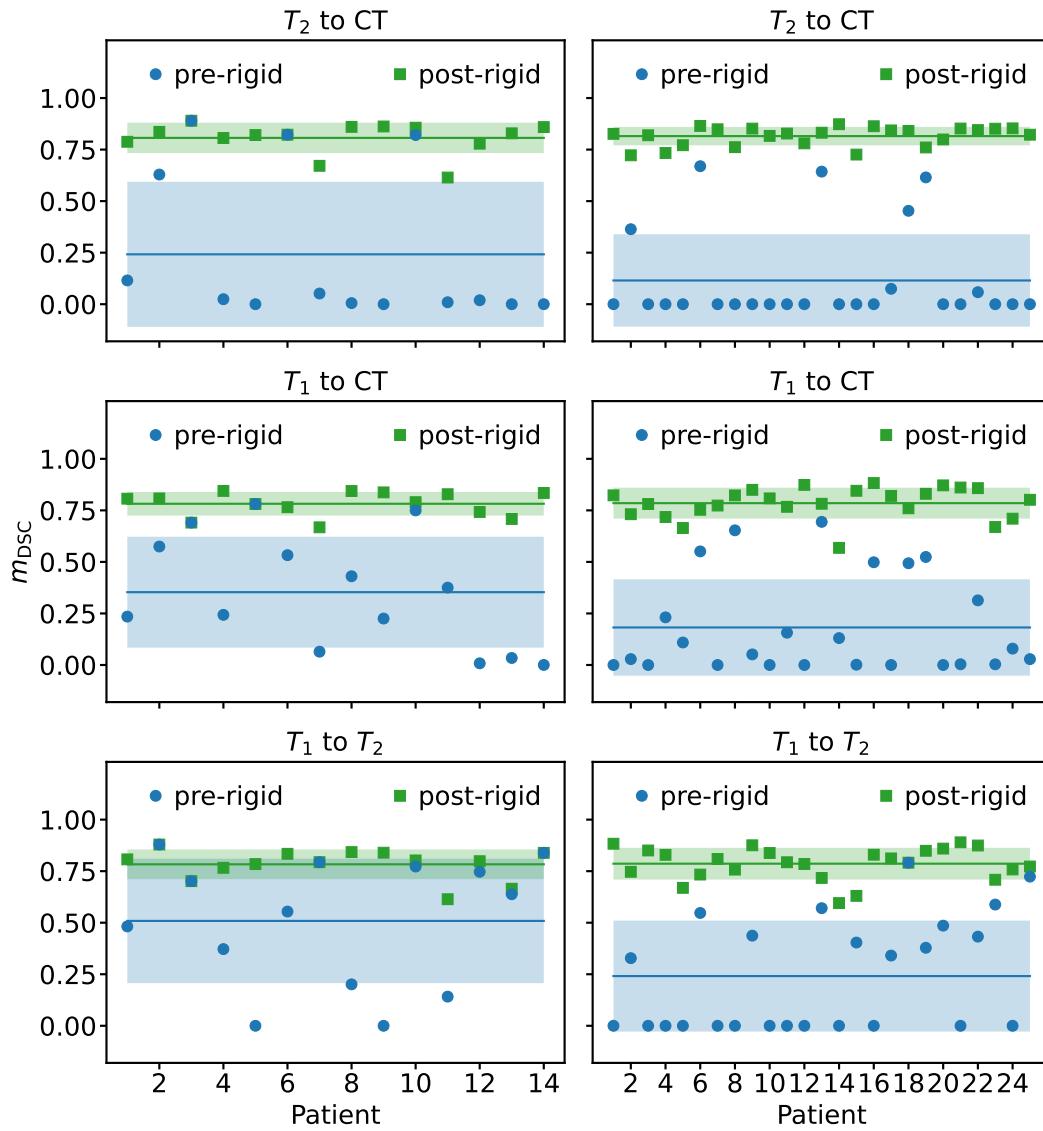 T₂ to CT
T₂ to CT
pre-rigid post-rigid
pre-rigid post-rigid
1.00
0.75
0.50
0.25
0.00
T₁ to CT
T₁ to CT
pre-rigid post-rigid
pre-rigid post-rigid
1.00
0.75
0.50
0.25
0.00
m_DSC
T₁ to T₂
T₁ to T₂
pre-rigid post-rigid
pre-rigid post-rigid
1.00
0.75
0.50
0.25
0.00
2 4 6 8 10 12 14
2 4 6 8 10 12 14 16 18 20 22 24
Patient
Patient